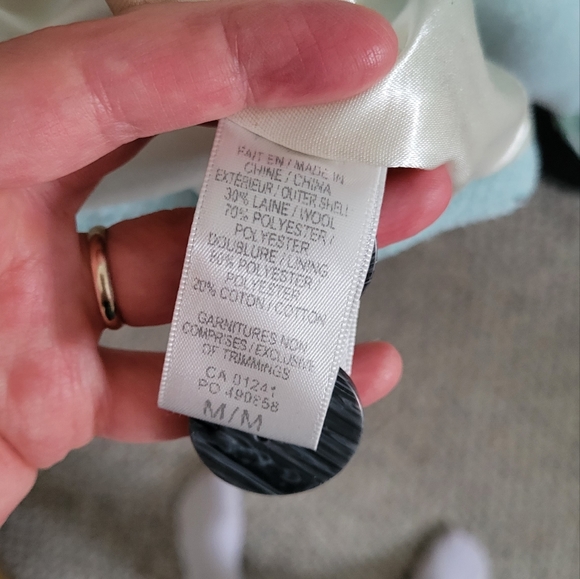 FAIT EN / MADE IN
CHINE / CHINA
EXTÉRIEUR / OUTER SHELL
30% LAINE / WOOL
70% POLYESTER /
POLYESTER
DOUBLURE / LINING
80% POLYESTER /
POLYESTER
20% COTON / COTTON
GARNITURES NON
COMPRISES / EXCLUSIVE
OF TRIMMINGS
CA 01241
PO 490858
M / M